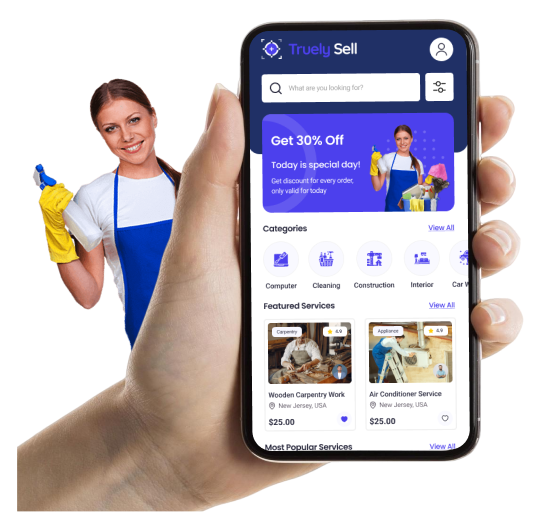 Truely Sell
What are you looking for?
Get 30% Off
Today is special day!
Get discount for every order,
only valid for today
Categories
View All
Computer
Cleaning
Construction
Interior
Car W
Featured Services
View All
Carpentry
4.9
Appliance
4.9
Wooden Carpentry Work
New Jersey, USA
$25.00
Air Conditioner Service
New Jersey, USA
$25.00
Most Popular Services
View All